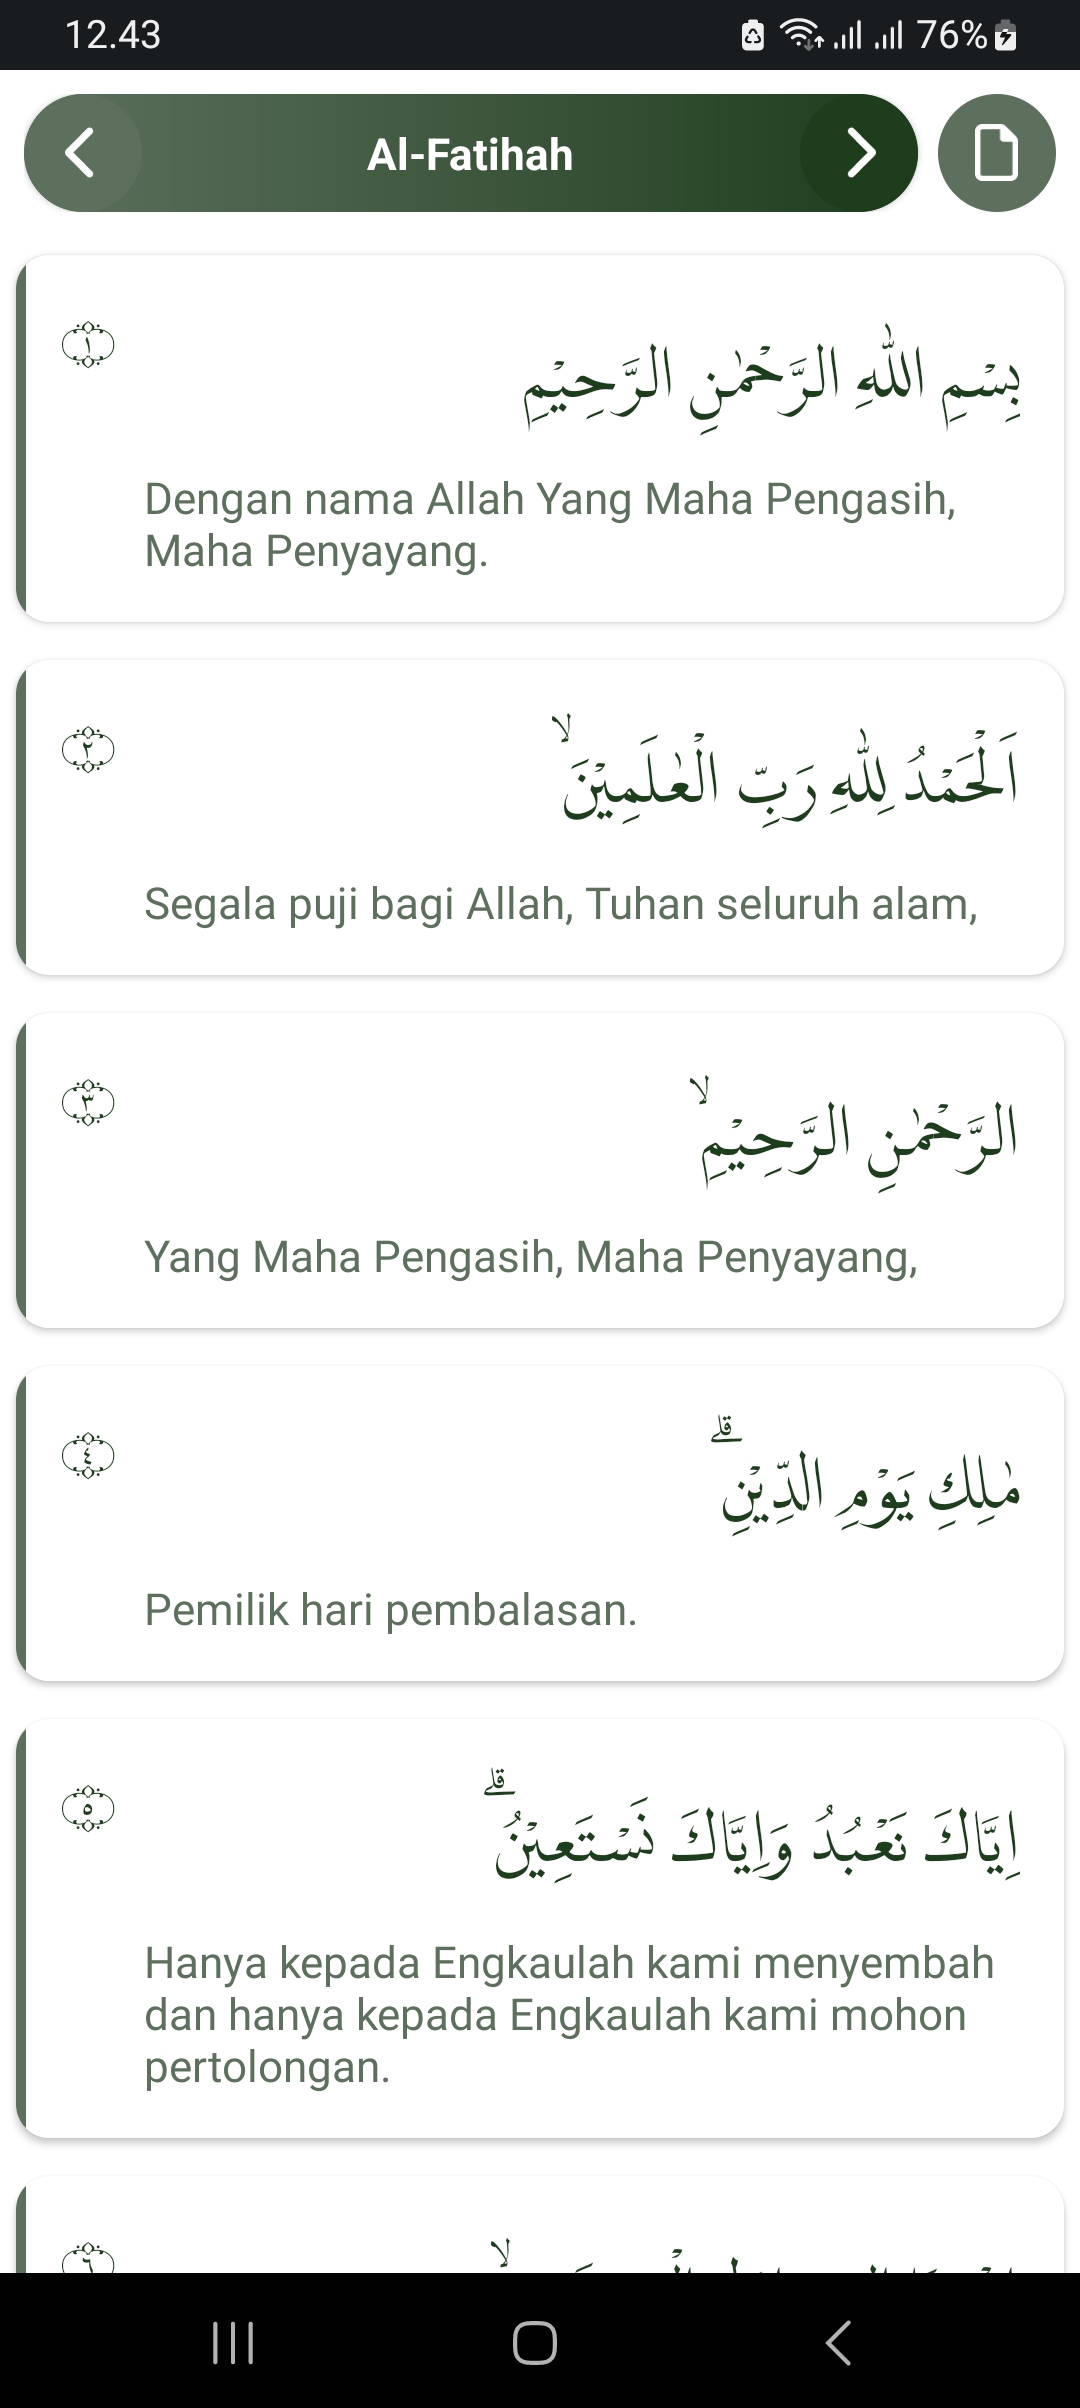 12.43
76%
Al-Fatihah
١
بِسْمِ اللّٰهِ الرَّحْمٰنِ الرَّحِيْمِ
Dengan nama Allah Yang Maha Pengasih,
Maha Penyayang.
٢
اَلْحَمْدُ لِلّٰهِ رَبِّ الْعٰلَمِيْنَۙ
Segala puji bagi Allah, Tuhan seluruh alam,
٣
الرَّحْمٰنِ الرَّحِيْمِۙ
Yang Maha Pengasih, Maha Penyayang,
٤
مٰلِكِ يَوْمِ الدِّيْنِۗ
Pemilik hari pembalasan.
٥
اِيَّاكَ نَعْبُدُ وَاِيَّاكَ نَسْتَعِيْنُۗ
Hanya kepada Engkaulah kami menyembah
dan hanya kepada Engkaulah kami mohon
pertolongan.
٦